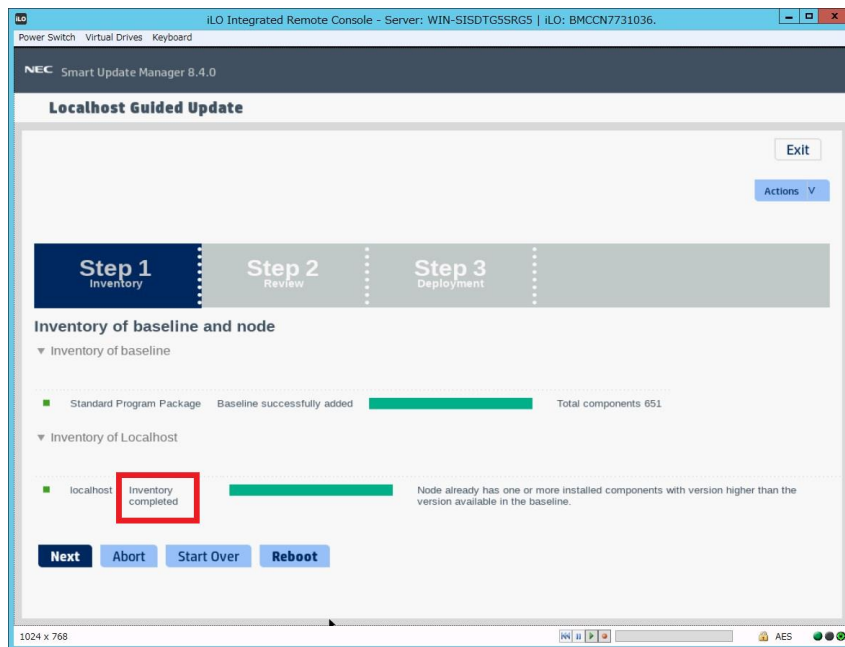 iLO Integrated Remote Console - Server: WIN-SISDTG5SRG5 | iLO: BMCCN7731036.
Power Switch Virtual Drives Keyboard
NEC Smart Update Manager 8.4.0
Localhost Guided Update
Exit
Actions V
Step 1
Inventory
Step 2
Review
Step 3
Deployment
Inventory of baseline and node
Inventory of baseline
Standard Program Package Baseline successfully added Total components 651
Inventory of Localhost
localhost Inventory completed
Node already has one or more installed components with version higher than the
version available in the baseline.
Next Abort Start Over Reboot
1024 x 768
AES